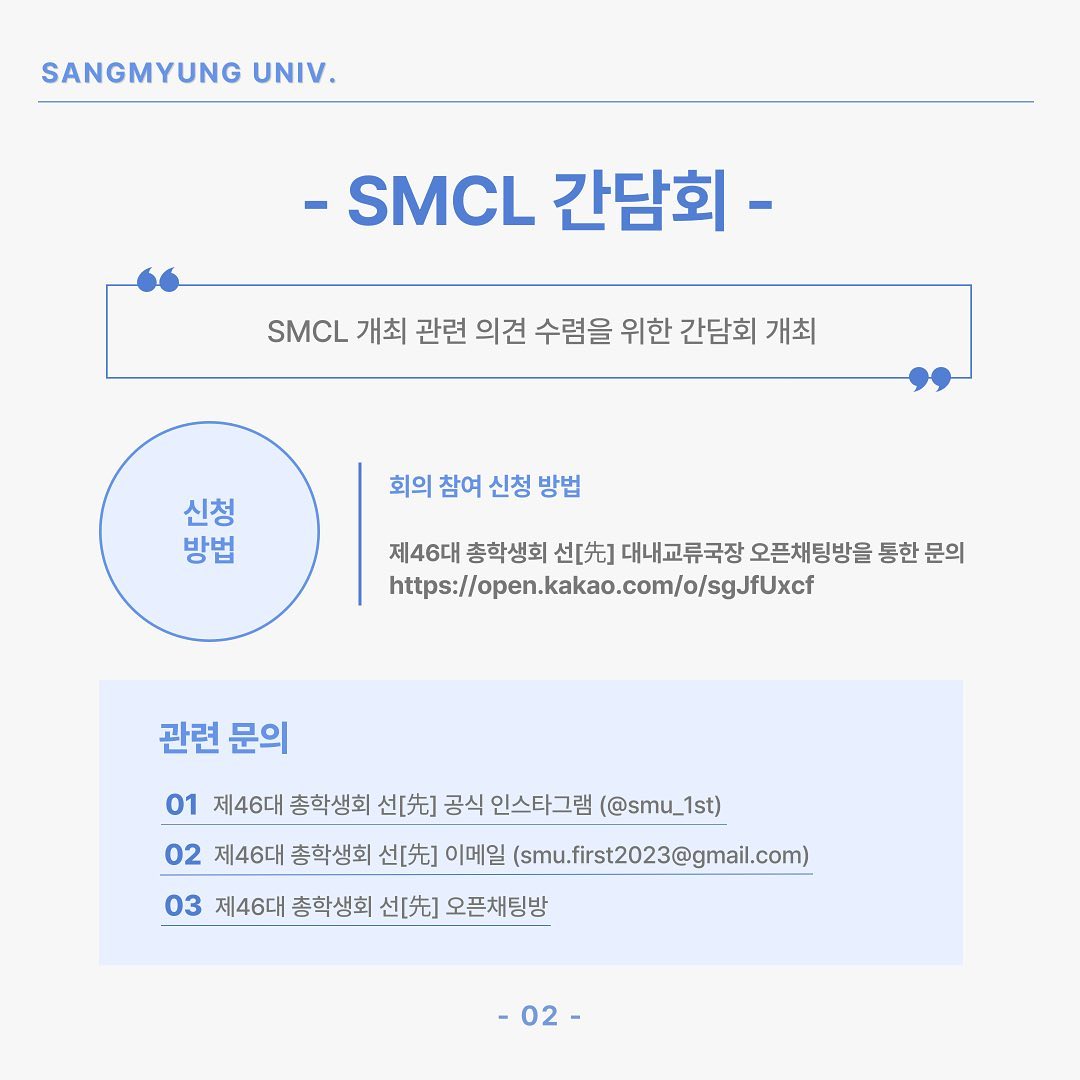 SANGMYUNG UNIV.
- SMCL 간담회 -
SMCL 개최 관련 의견 수렴을 위한 간담회 개최
신청
방법
회의 참여 신청 방법
제46대 총학생회 선[先] 대내교류국장 오픈채팅방을 통한 문의
https://open.kakao.com/o/sgJfUxcf
관련 문의
01 제46대 총학생회 선[先] 공식 인스타그램 (@smu_1st)
02 제46대 총학생회 선[先] 이메일 (smu.first2023@gmail.com)
03 제46대 총학생회 선[先] 오픈채팅방
- 02 -